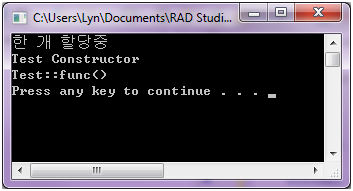 C:\Users\Lyn\Documents\RAD Studi...
한 개 할당중
Test Constructor
Test::func()
Press any key to continue . . .